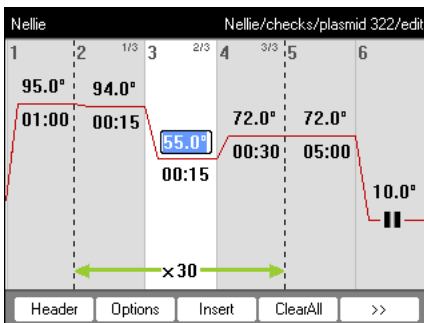 Nellie Nellie/checks/plasmid 322/edit
1 2 1/3 3 2/3 4 3/3 5 6
95.0° 94.0°
01:00 00:15 72.0° 72.0°
55.0° 00:30 05:00
00:15
10.0°
×30
Header Options Insert ClearAll >>